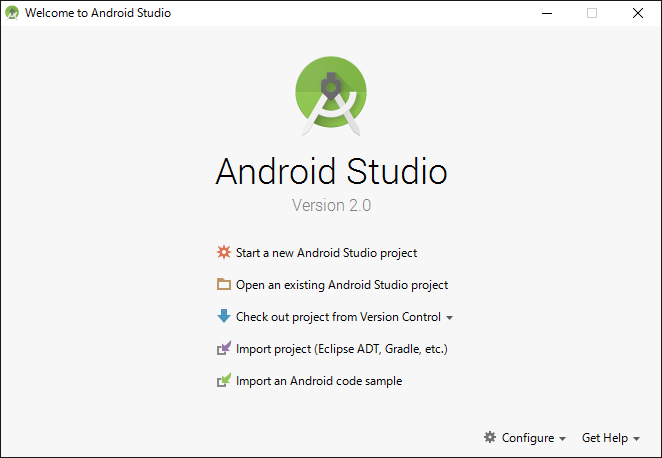 Welcome to Android Studio
Android Studio
Version 2.0
Start a new Android Studio project
Open an existing Android Studio project
Check out project from Version Control
Import project (Eclipse ADT, Gradle, etc.)
Import an Android code sample
Configure Get Help